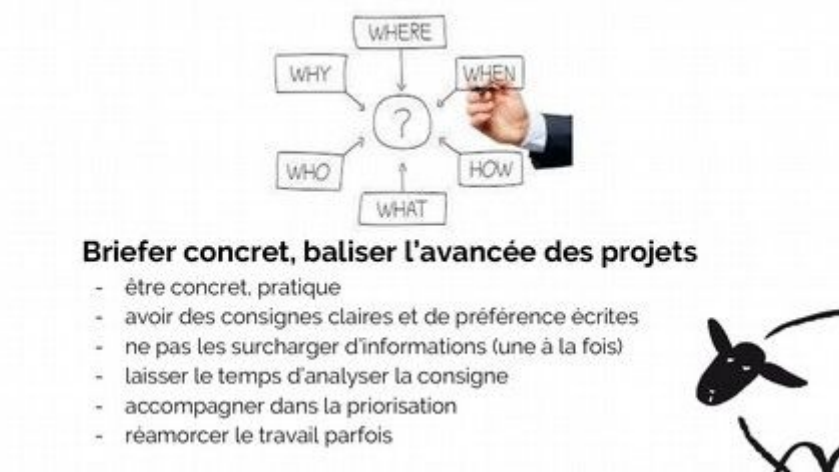 WHERE
WHY
WHEN
?
WHO
HOW
WHAT
Briefer concret, baliser l'avancée des projets
- être concret, pratique
- avoir des consignes claires et de préférence écrites
- ne pas les surcharger d'informations (une à la fois)
- laisser le temps d'analyser la consigne
- accompagner dans la priorisation
- réamorcer le travail parfois